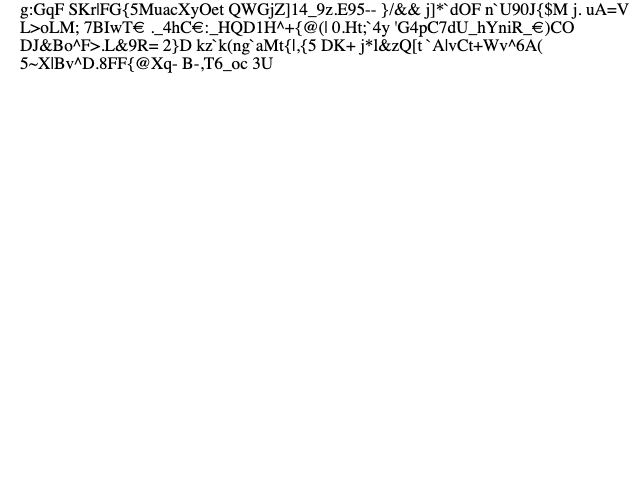 g:GqF SKr|FG{5MuacXyOet QWGjZ]14_9z.E95-- }/&& j]*`dOF n`U90J{$M j. uA=V
L>oLM; 7BIwT€ ._4hC€:_HQD1H^+{@(| 0.Ht;`4y 'G4pC7dU_hYniR_€)CO
DJ&Bo^F>.L&9R= 2}D kz`k(ng`aMt{|,{5 DK+ j*l&zQ[t `A|vCt+Wv^6A(
5~X|Bv^D.8FF{@Xq- B-,T6_oc 3U